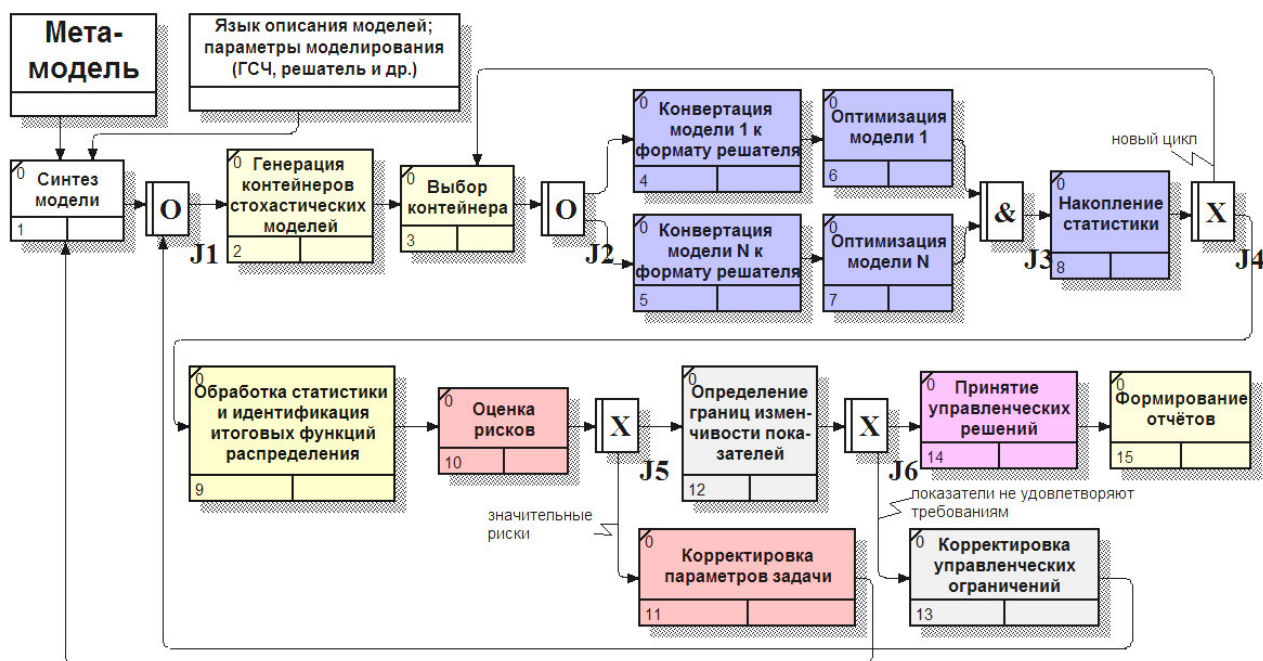 Мета-
модель
Язык описания моделей;
параметры моделирования
(ГСЧ, решатель и др.)
0
Синтез
модели
1
O
J1
0
Генерация
контейнеров
стохастических
моделей
2
0
Выбор
контейнера
3
O
J2
0
Конвертация
модели 1 к
формату решателя
4
0
Оптимизация
модели 1
6
0
Конвертация
модели N к
формату решателя
5
0
Оптимизация
модели N
7
&
J3
0
Накопление
статистики
8
новый цикл
X
J4
0
Обработка статистики
и идентификация
итоговых функций
распределения
9
0
Оценка
рисков
10
X
J5
значительные
риски
0
Определение
границ измен-
чивости пока-
зателей
12
X
J6
0
Принятие
управленческих
решений
14
0
Формирование
отчётов
15
показатели не удовлетворяют
требованиям
0
Корректировка
параметров задачи
11
0
Корректировка
управленческих
ограничений
13